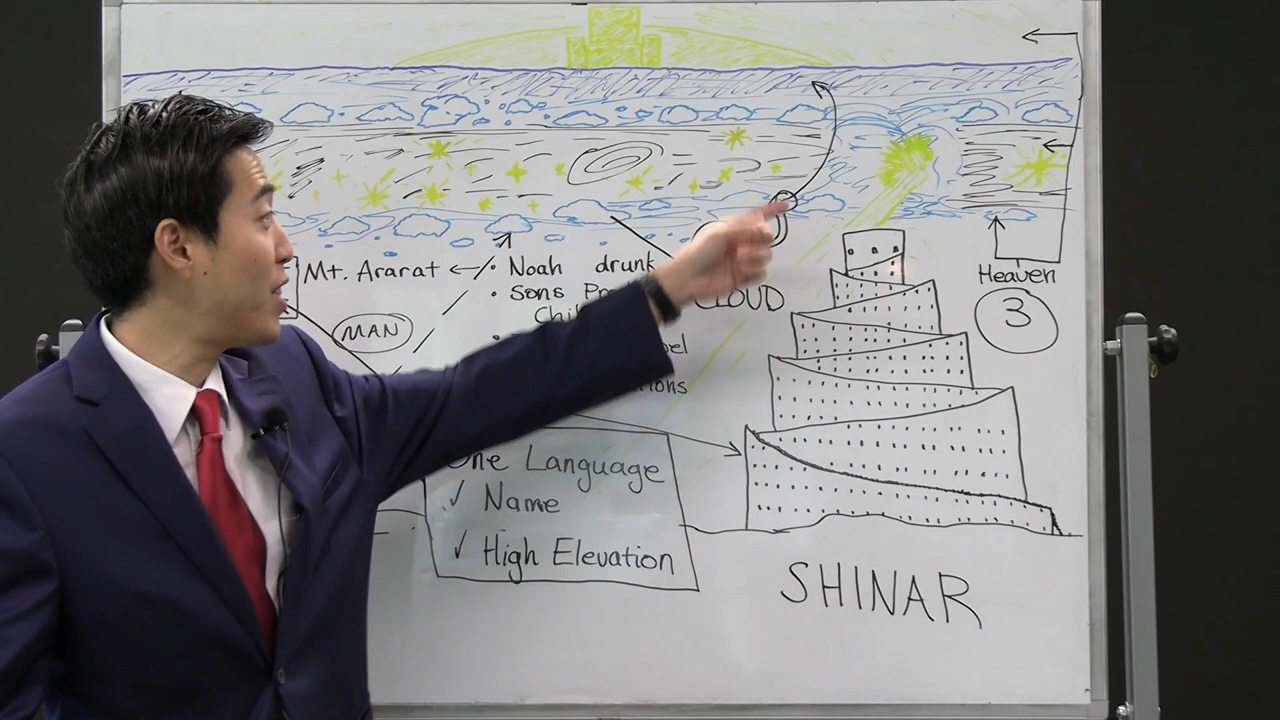 Mt. Ararat
• Noah drunk
• Sons
MAN
CLOUD
Heaven
3
One Language
✓ Name
✓ High Elevation
SHINAR